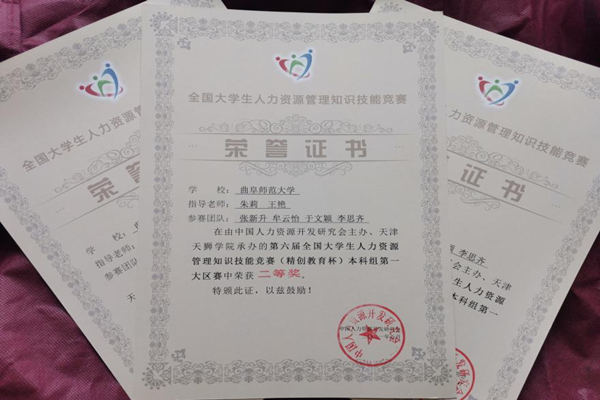 全国大学生人力资源管理知识技能竞赛
荣誉证书
学 校：曲阜师范大学
指导老师：朱莉 王艳
参赛团队：张新升 牟云怡 于文颖 李思齐
在由中国人力资源开发研究会主办、天津
天狮学院承办的第六届全国大学生人力资源
管理知识技能竞赛（精创教育杯）本科组第一
大区赛中荣获 二等奖。
特颁此证，以兹鼓励！
全国大学生人力资源管
荣誉
学 校：
指导老师：
参赛团队：
资源管理知识技能竞赛
证书
李思齐
会主办、天津
学生人力资源
本科组第一